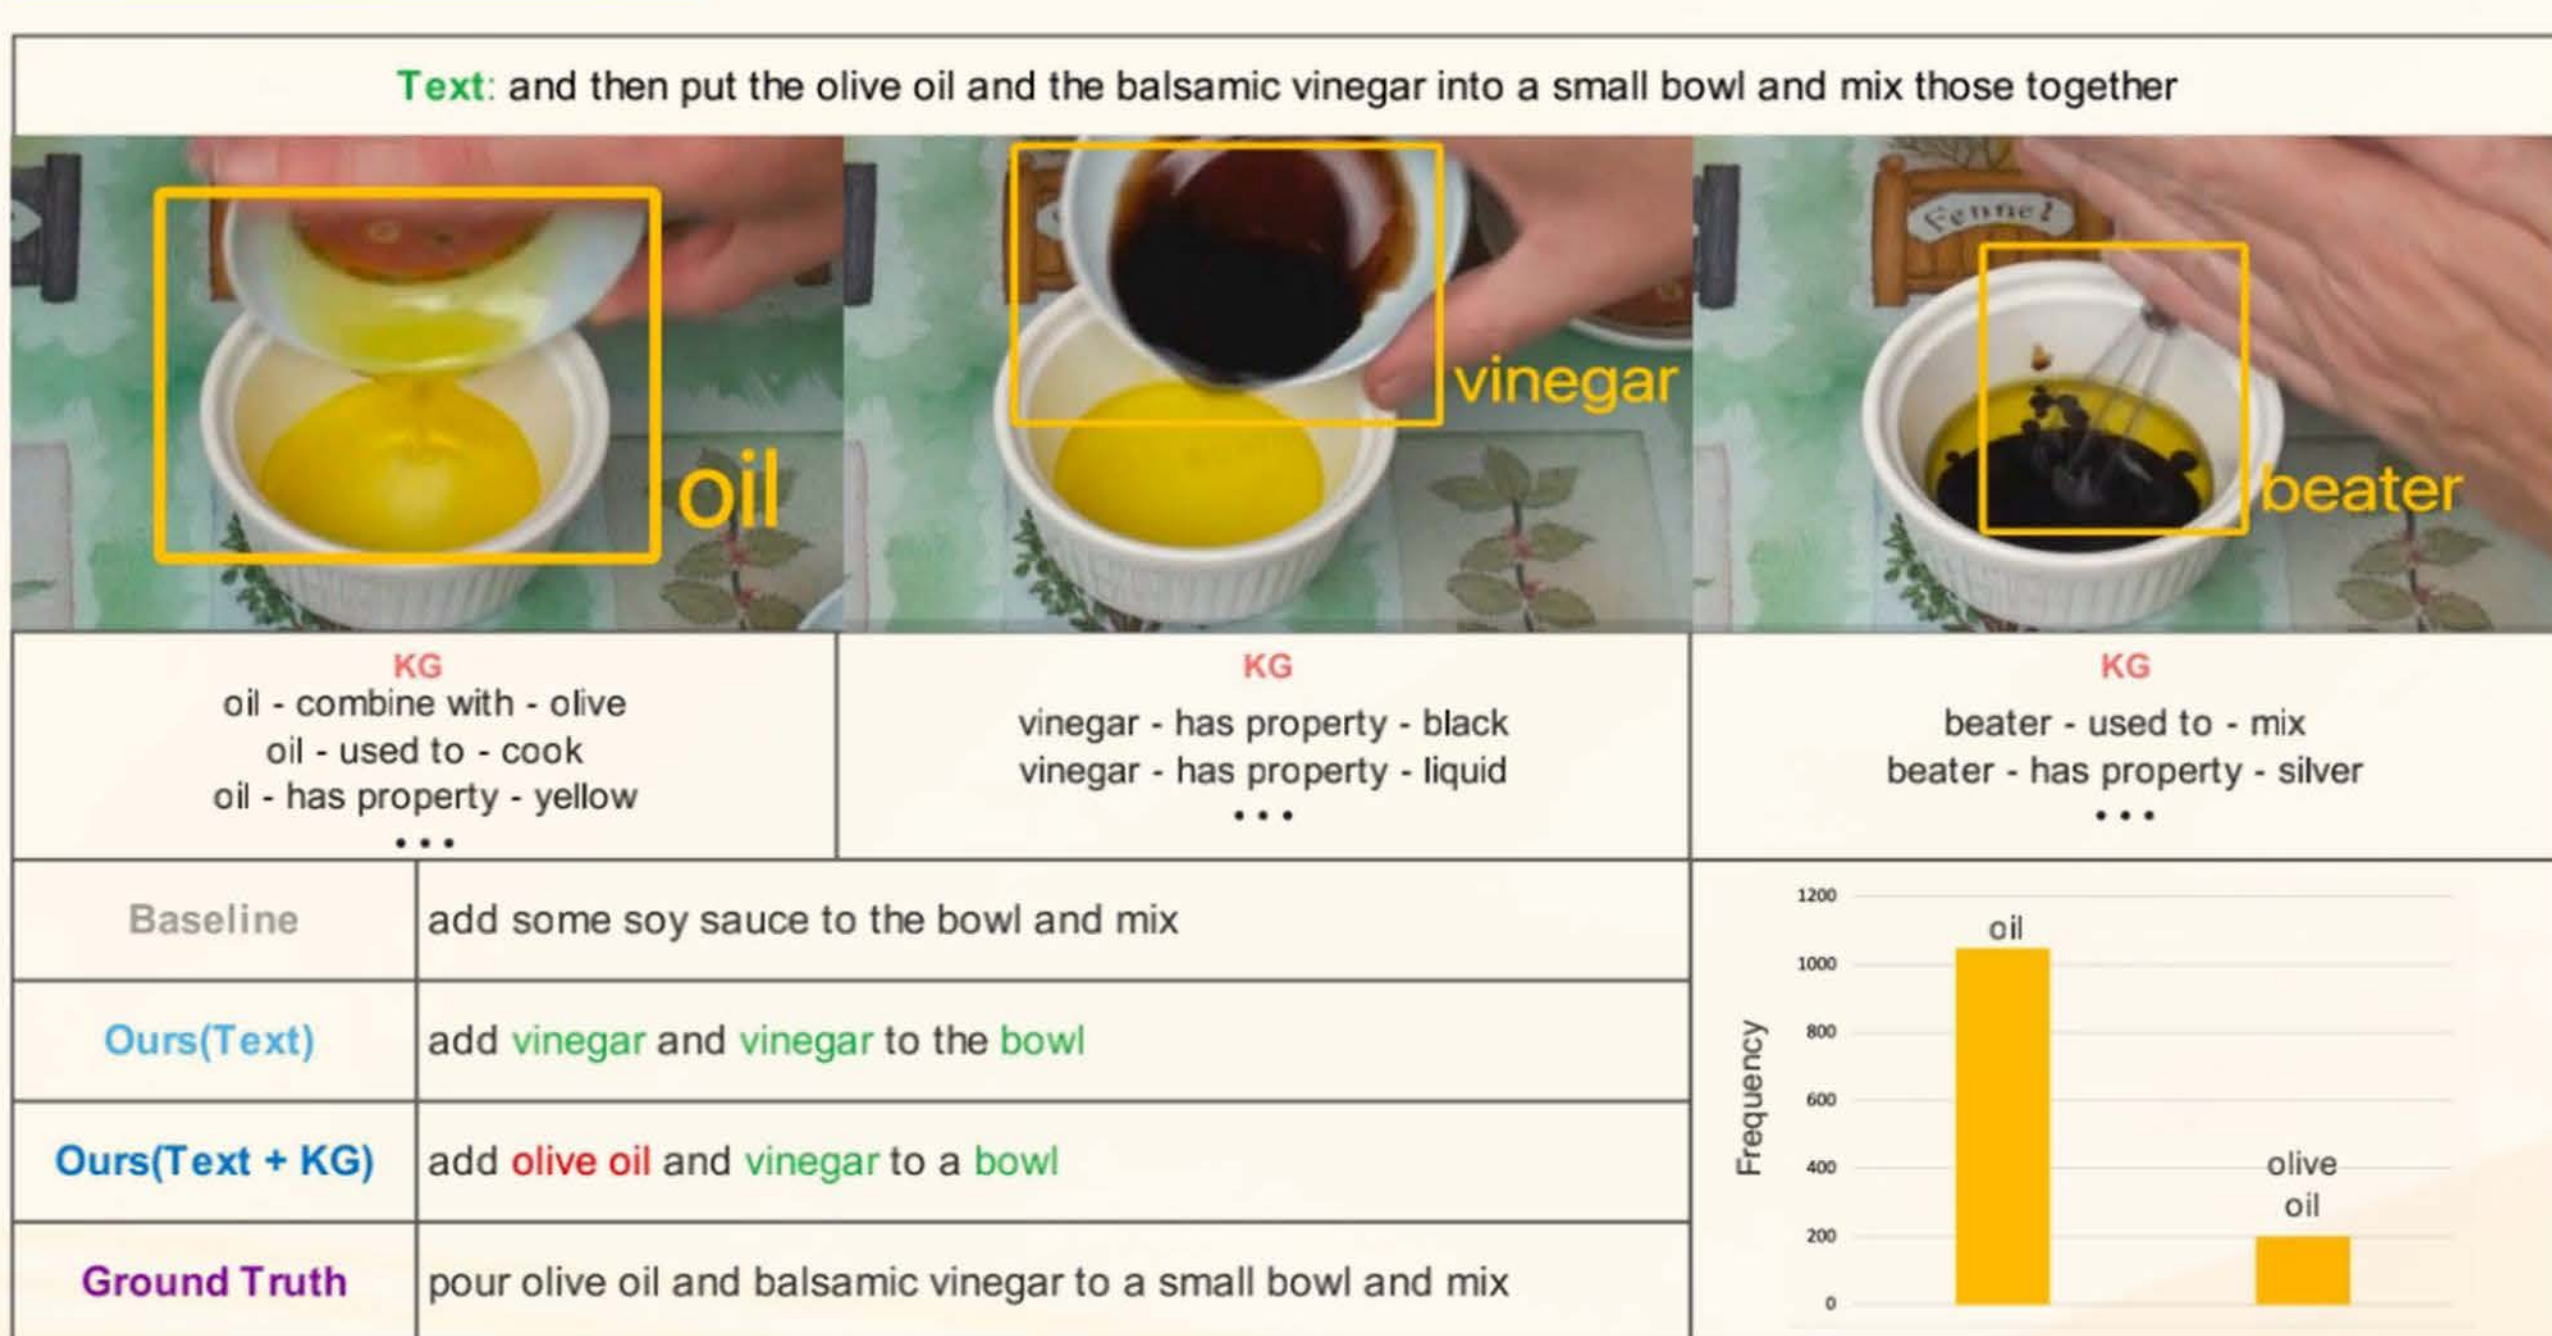 Text: and then put the olive oil and the balsamic vinegar into a small bowl and mix those together
oil
vinegar
Fennel
beater
KG
oil - combine with - olive
oil - used to - cook
oil - has property - yellow
...
KG
vinegar - has property - black
vinegar - has property - liquid
...
KG
beater - used to - mix
beater - has property - silver
...
Baseline
add some soy sauce to the bowl and mix
Ours(Text)
add vinegar and vinegar to the bowl
Ours(Text + KG)
add olive oil and vinegar to a bowl
Ground Truth
pour olive oil and balsamic vinegar to a small bowl and mix
Frequency
1200
1000
800
600
400
200
0
oil
olive
oil